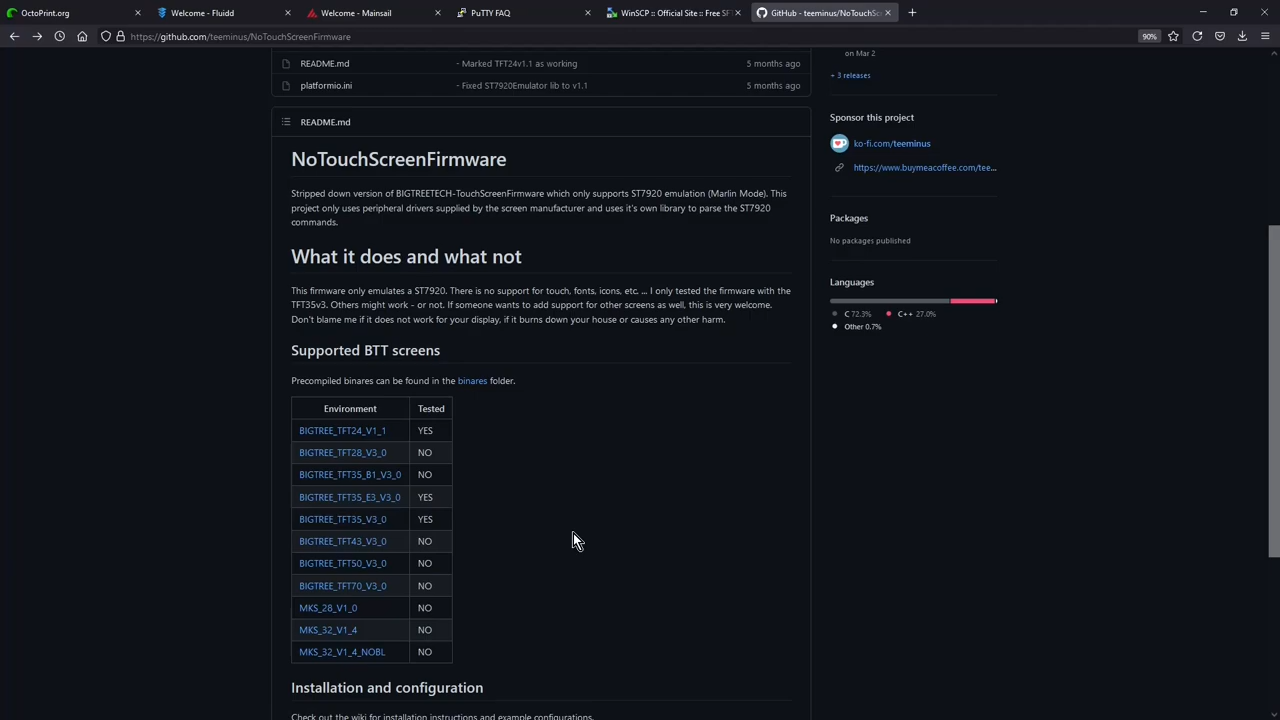 OctoPrint.org
Welcome - Fluidd
Welcome - Mainsail
PuTTY FAQ
WinSCP :: Official Site :: Free SFT
GitHub - teeminus/NoTouchScr
https://github.com/teeminus/NoTouchScreenFirmware
90%
README.md
- Marked TFT24v1.1 as working
5 months ago
platformio.ini
- Fixed ST7920Emulator lib to v1.1
5 months ago
README.md
NoTouchScreenFirmware
Stripped down version of BIGTREETECH-TouchScreenFirmware which only supports ST7920 emulation (Marlin Mode). This
project only uses peripheral drivers supplied by the screen manufacturer and uses it's own library to parse the ST7920
commands.
What it does and what not
This firmware only emulates a ST7920. There is no support for touch, fonts, icons, etc. ... I only tested the firmware with the
TFT35v3. Others might work - or not. If someone wants to add support for other screens as well, this is very welcome.
Don't blame me if it does not work for your display, if it burns down your house or causes any other harm.
Supported BTT screens
Precompiled binares can be found in the binares folder.
Environment Tested
BIGTREE_TFT24_V1_1 YES
BIGTREE_TFT28_V3_0 NO
BIGTREE_TFT35_B1_V3_0 NO
BIGTREE_TFT35_E3_V3_0 YES
BIGTREE_TFT35_V3_0 YES
BIGTREE_TFT43_V3_0 NO
BIGTREE_TFT50_V3_0 NO
BIGTREE_TFT70_V3_0 NO
MKS_28_V1_0 NO
MKS_32_V1_4 NO
MKS_32_V1_4_NOBL NO
Installation and configuration
Check out the wiki for installation instructions and example configurations.
on Mar 2
+ 3 releases
Sponsor this project
ko-fi.com/teeminus
https://www.buymeacoffee.com/tee...
Packages
No packages published
Languages
C 72.3%
C++ 27.0%
Other 0.7%